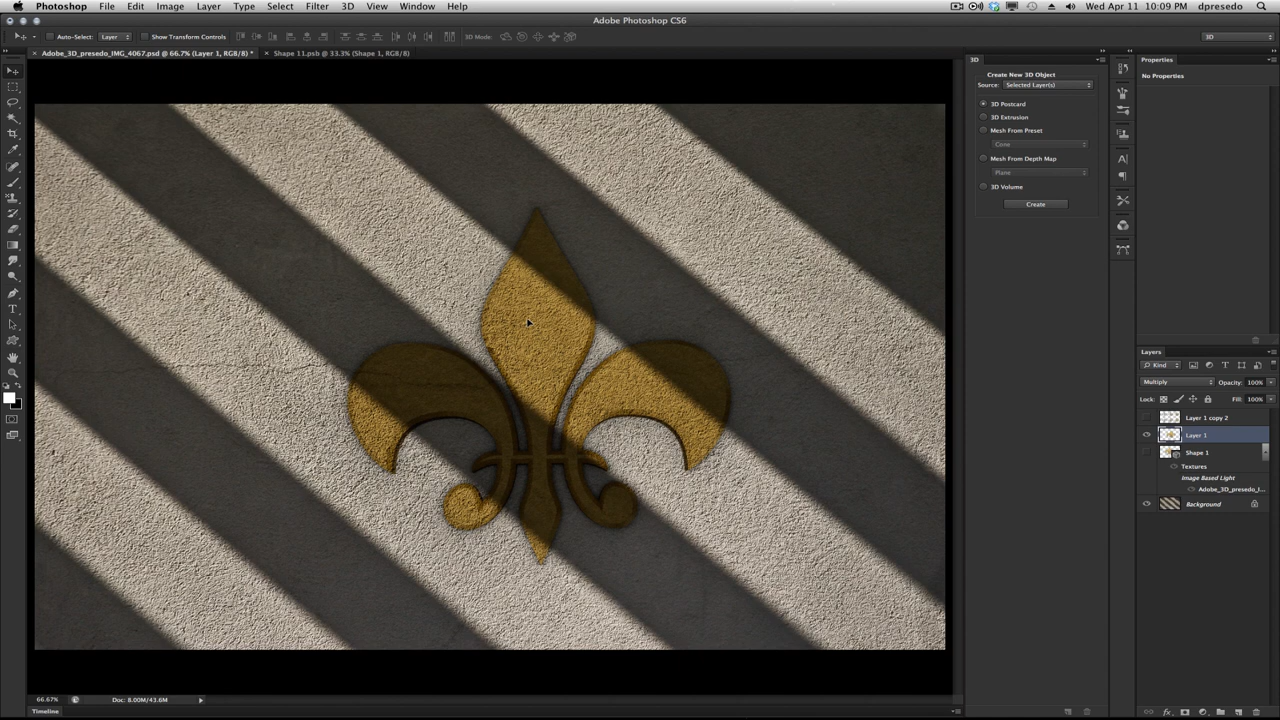 Photoshop File Edit Image Layer Type Select Filter 3D View Window Help
Wed Apr 11 10:09 PM dpresedo
Adobe Photoshop CS6
Auto-Select: Layer Show Transform Controls 3D Mode: 3D
Adobe_3D_presedo_IMG_4067.psd @ 66.7% (Layer 1, RGB/8) * Shape 11.psb @ 33.3% (Shape 1, RGB/8)
3D
Create New 3D Object
Source: Selected Layer(s)
3D Postcard
3D Extrusion
Mesh From Preset
Cone
Mesh From Depth Map
Plane
3D Volume
Create
Properties
No Properties
Layers
Kind
Multiply Opacity: 100%
Lock: Fill: 100%
Layer 1 copy 2
Layer 1
Shape 1
Textures
Image Based Light
Adobe_3D_presedo_I...
Background
66.67% Doc: 8.00M/43.6M
Timeline